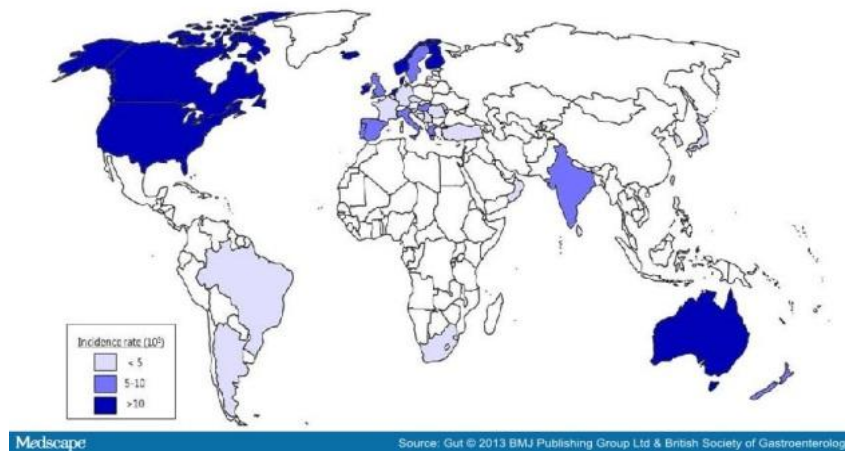 Incidence rate (10⁵)
< 5
5-10
>10
Medscape
Source: Gut © 2013 BMJ Publishing Group Ltd & British Society of Gastroenterolog